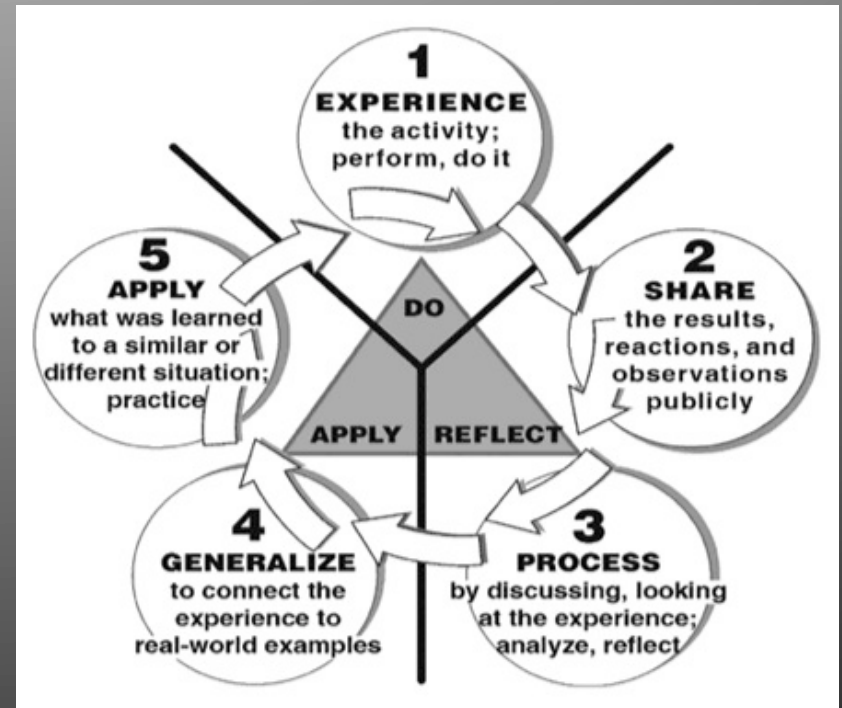 1
EXPERIENCE
the activity;
perform, do it
2
SHARE
the results,
reactions, and
observations
publicly
3
PROCESS
by discussing, looking
at the experience;
analyze, reflect
4
GENERALIZE
to connect the
experience to
real-world examples
5
APPLY
what was learned
to a similar or
different situation;
practice
DO
REFLECT
APPLY